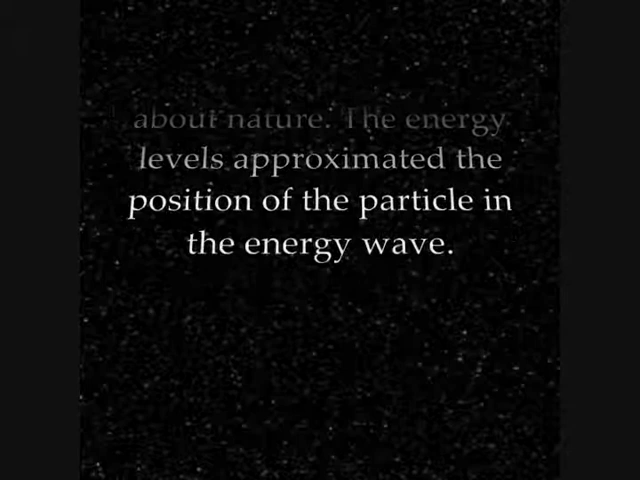 about nature. The energy
levels approximated the
position of the particle in
the energy wave.